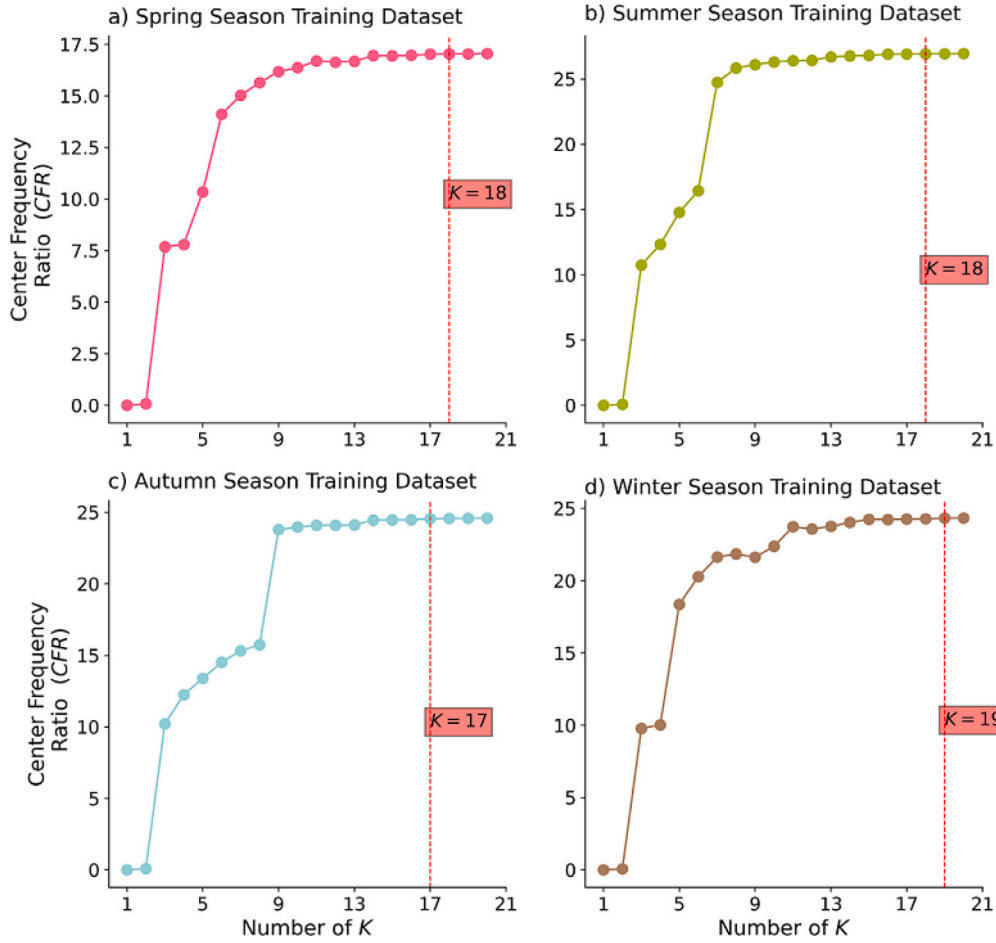 a) Spring Season Training Dataset
17.5
15.0
12.5
10.0
7.5
5.0
2.5
0.0
Center Frequency
Ratio (CFR)
K = 18
1 5 9 13 17 21
b) Summer Season Training Dataset
25
20
15
10
5
0
K = 18
1 5 9 13 17 21
c) Autumn Season Training Dataset
25
20
15
10
5
0
Center Frequency
Ratio (CFR)
K = 17
1 5 9 13 17 21
Number of K
d) Winter Season Training Dataset
25
20
15
10
5
0
K = 19
1 5 9 13 17 21
Number of K